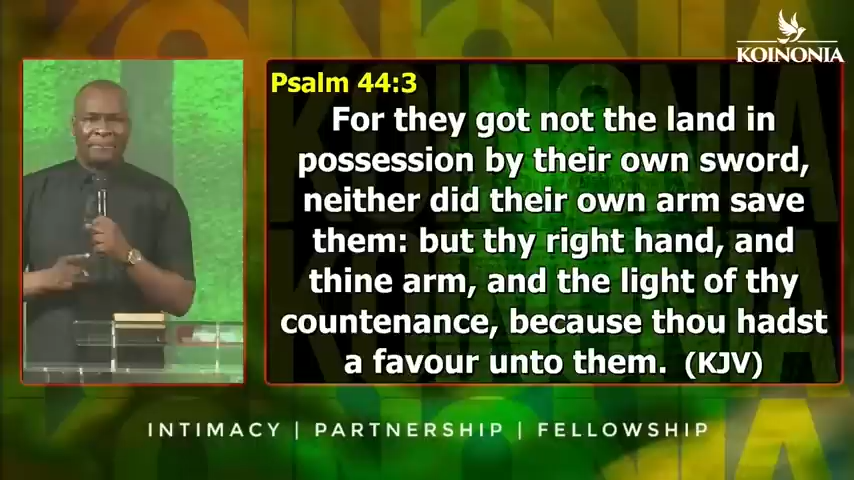 KOINONIA
Psalm 44:3
For they got not the land in
possession by their own sword,
neither did their own arm save
them: but thy right hand, and
thine arm, and the light of thy
countenance, because thou hadst
a favour unto them. (KJV)
INTIMACY | PARTNERSHIP | FELLOWSHIP